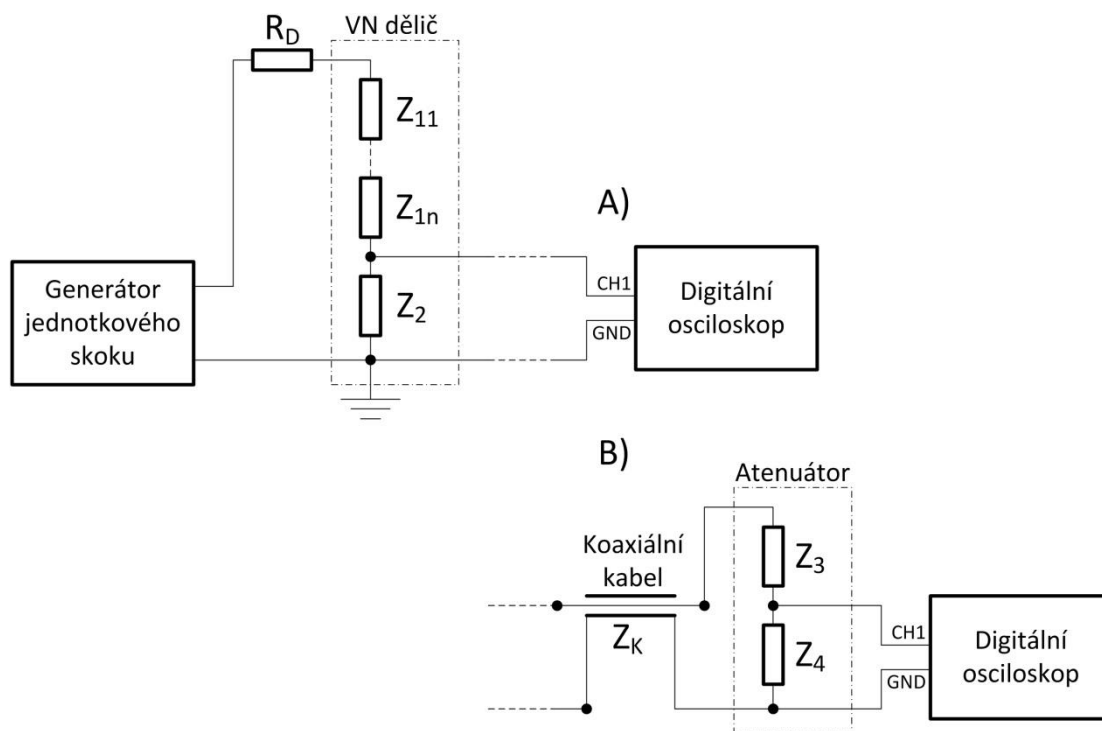 VN dělič
R_D
Z_11
Z_1n
A)
Generátor
jednotkového
skoku
Z_2
CH1
GND
Digitální
osciloskop
B)
Atenuátor
Koaxiální
kabel
Z_K
Z_3
Z_4
CH1
GND
Digitální
osciloskop